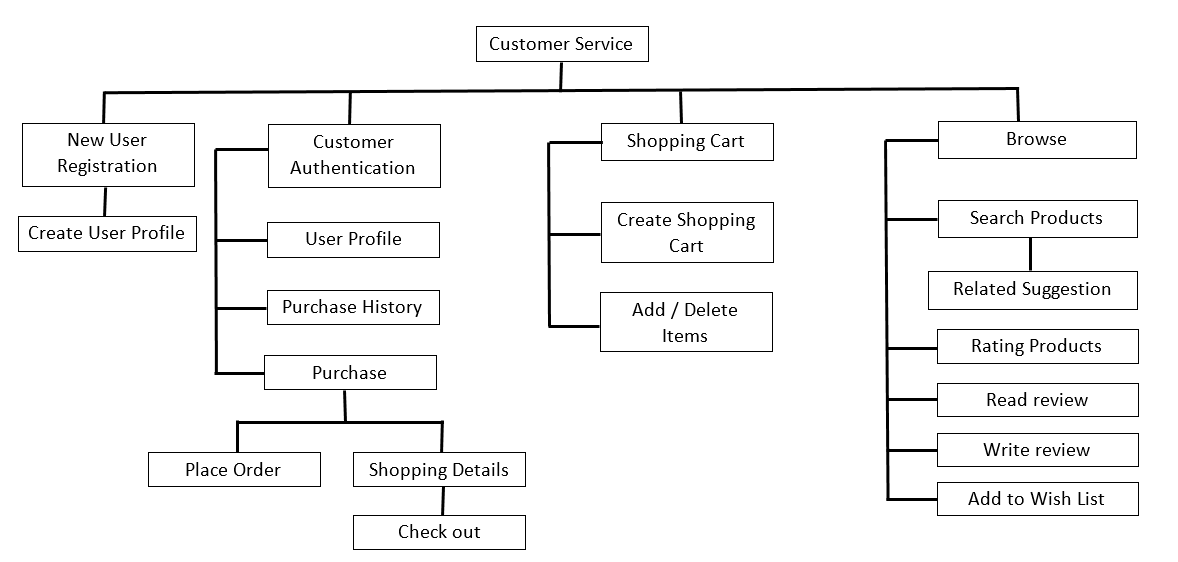 Customer Service
New User
Registration
Create User Profile
Customer
Authentication
User Profile
Purchase History
Purchase
Place Order
Shopping Details
Check out
Shopping Cart
Create Shopping
Cart
Add / Delete
Items
Browse
Search Products
Related Suggestion
Rating Products
Read review
Write review
Add to Wish List